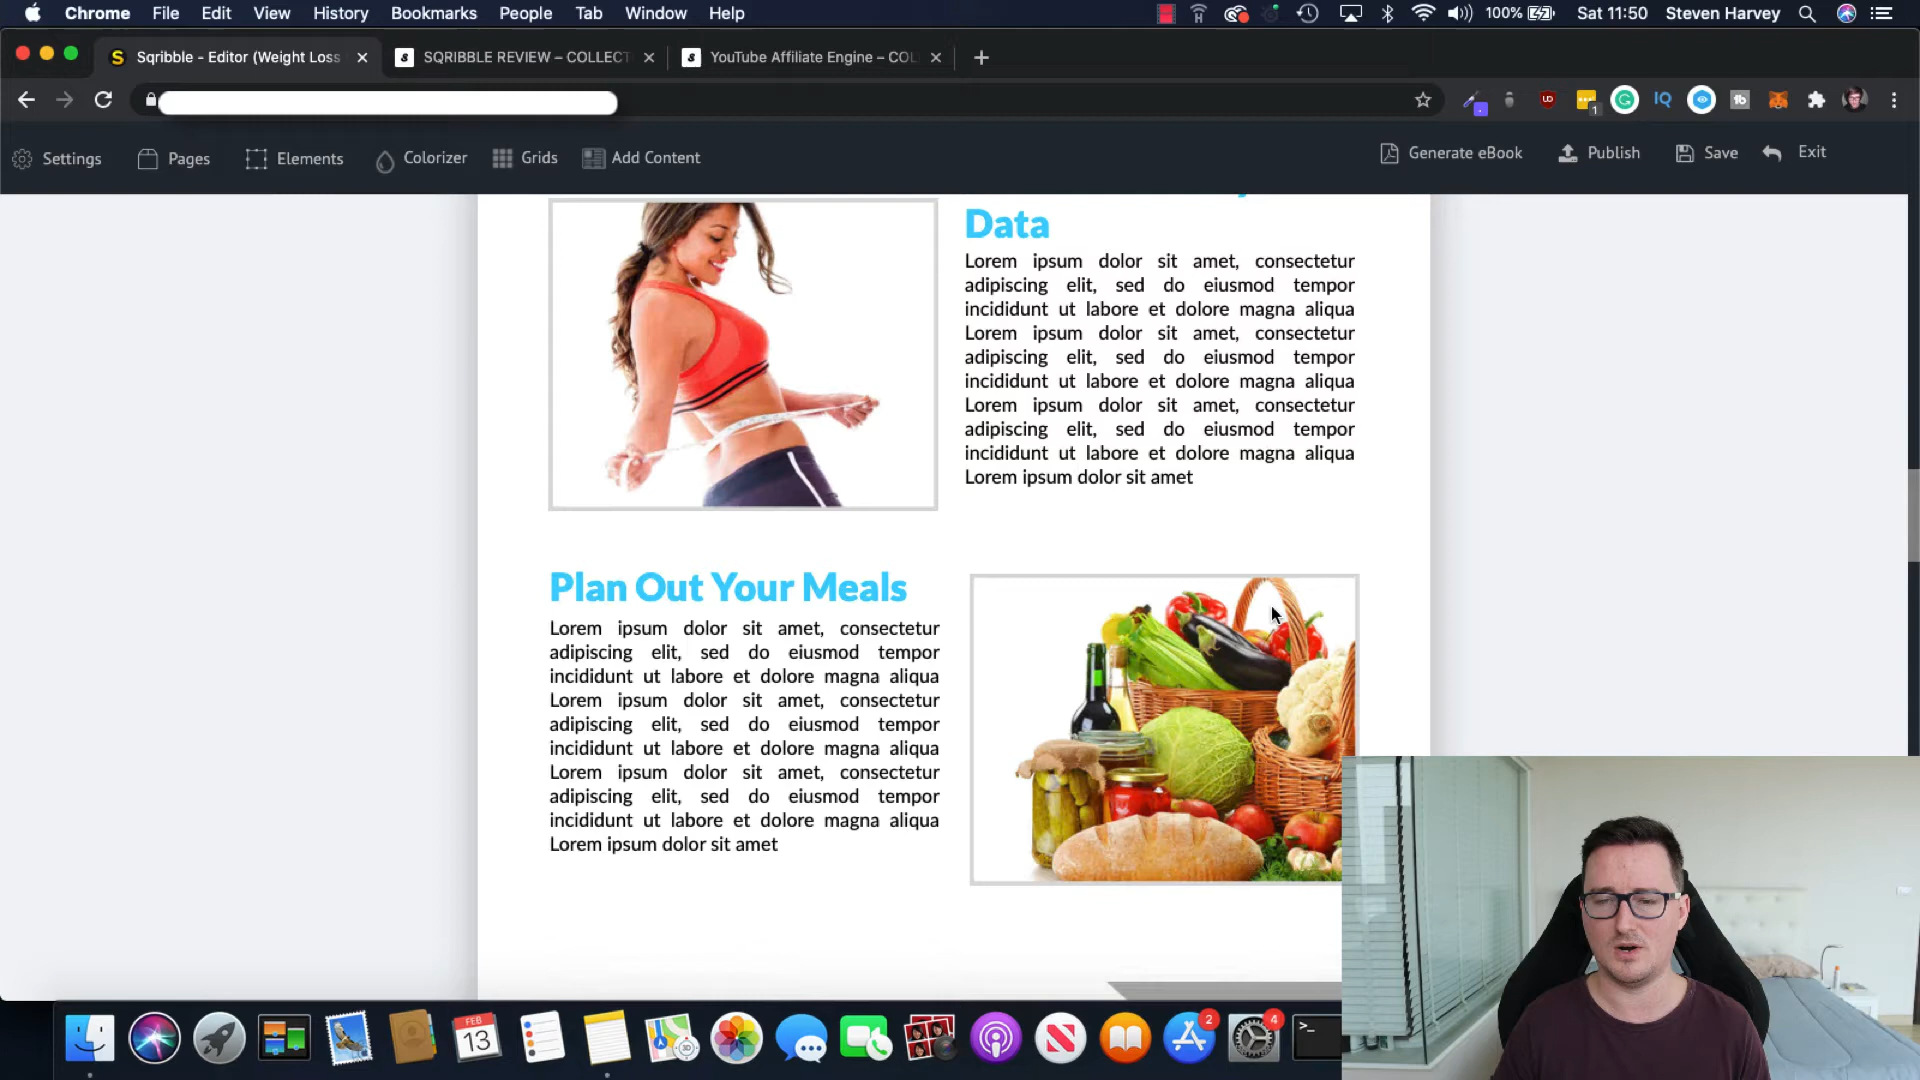 Chrome File Edit View History Bookmarks People Tab Window Help 100% Sat 11:50 Steven Harvey
Sqribble - Editor (Weight Loss SQRIBBLE REVIEW – COLLECT YouTube Affiliate Engine – COL
Settings Pages Elements Colorizer Grids Add Content Generate eBook Publish Save Exit
Data
Lorem ipsum dolor sit amet, consectetur
adipiscing elit, sed do eiusmod tempor
incididunt ut labore et dolore magna aliqua
Lorem ipsum dolor sit amet, consectetur
adipiscing elit, sed do eiusmod tempor
incididunt ut labore et dolore magna aliqua
Lorem ipsum dolor sit amet, consectetur
adipiscing elit, sed do eiusmod tempor
incididunt ut labore et dolore magna aliqua
Lorem ipsum dolor sit amet
Plan Out Your Meals
Lorem ipsum dolor sit amet, consectetur
adipiscing elit, sed do eiusmod tempor
incididunt ut labore et dolore magna aliqua
Lorem ipsum dolor sit amet, consectetur
adipiscing elit, sed do eiusmod tempor
incididunt ut labore et dolore magna aliqua
Lorem ipsum dolor sit amet, consectetur
adipiscing elit, sed do eiusmod tempor
incididunt ut labore et dolore magna aliqua
Lorem ipsum dolor sit amet
FEB
13
2
4